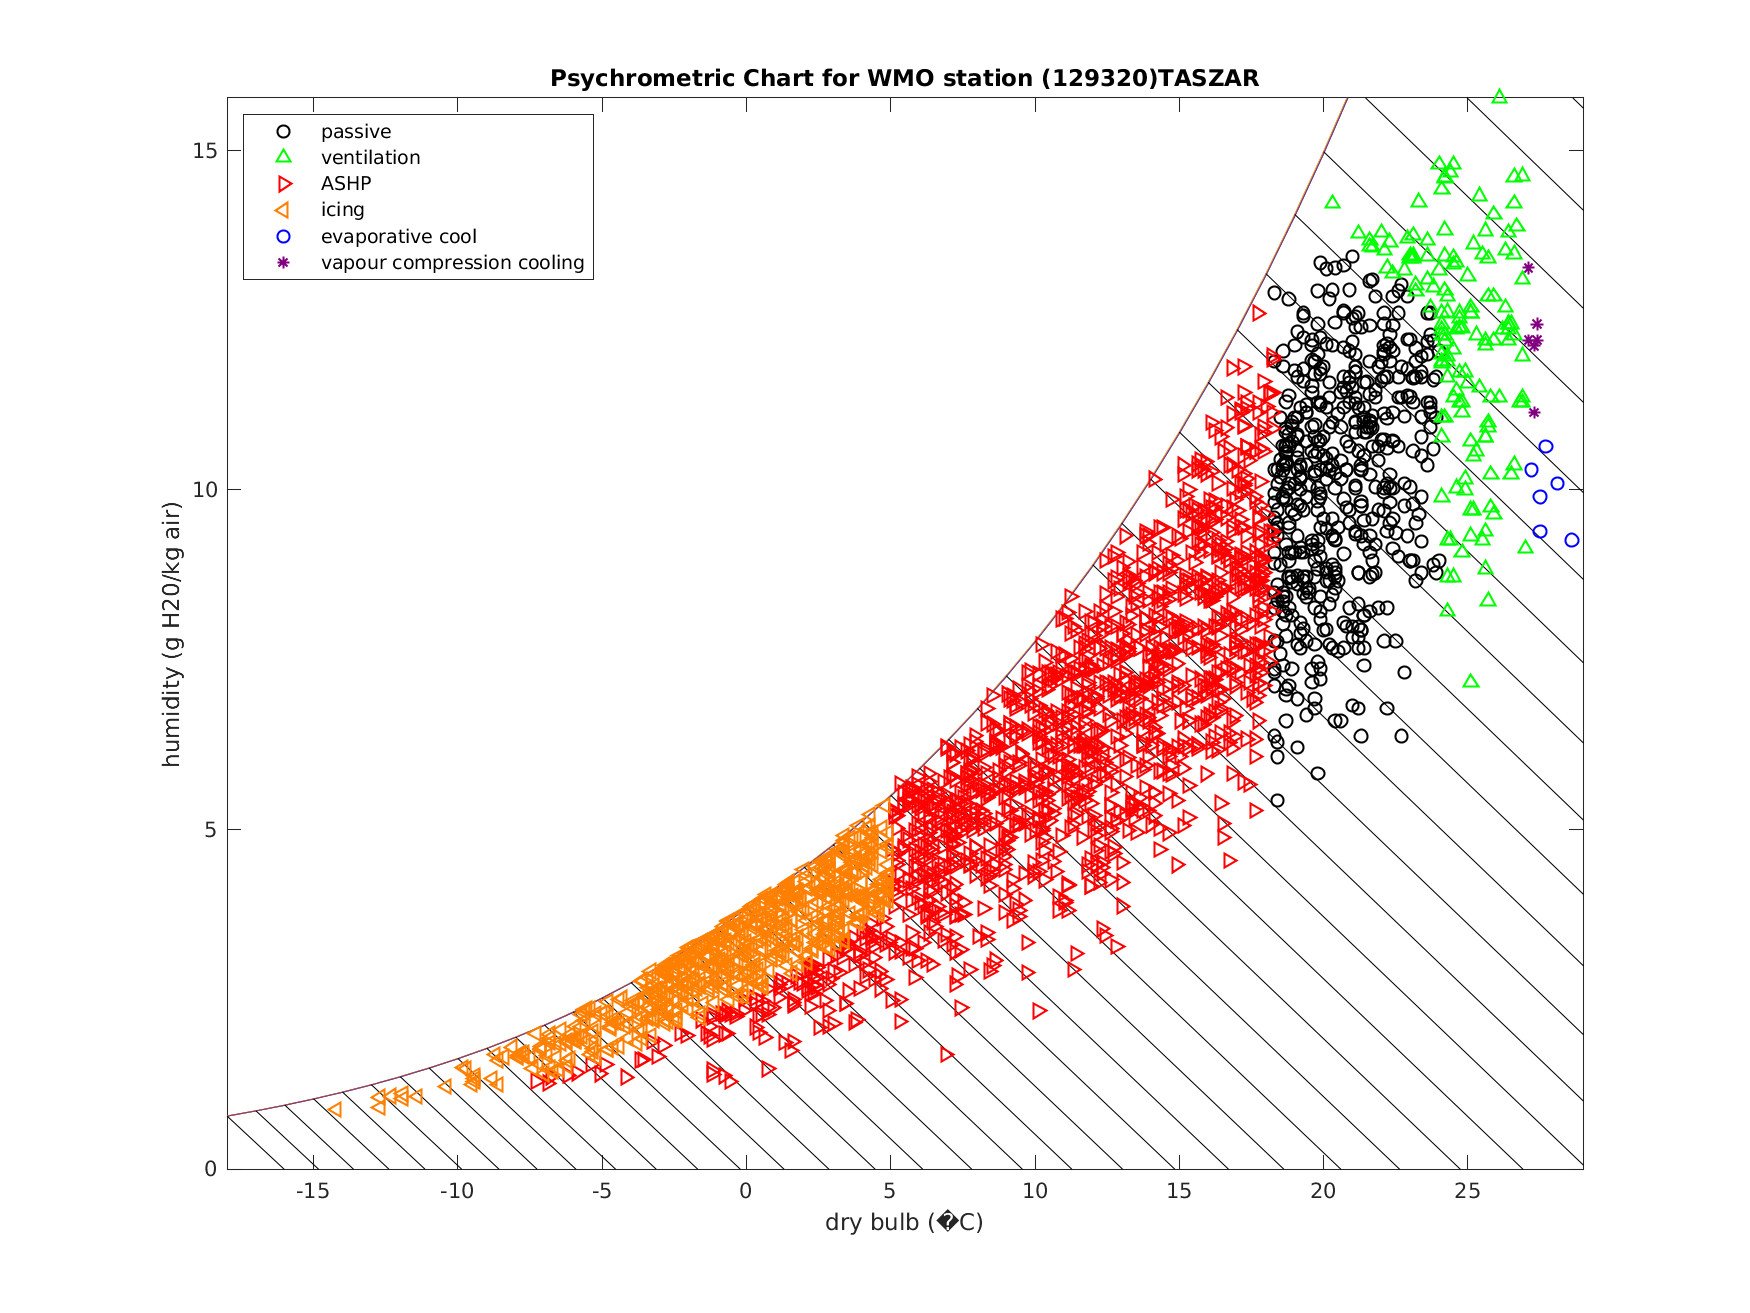 Psychrometric Chart for WMO station (129320)TASZAR
passive
ventilation
ASHP
icing
evaporative cool
vapour compression cooling
15
10
5
0
humidity (g H20/kg air)
-15 -10 -5 0 5 10 15 20 25
dry bulb (�C)